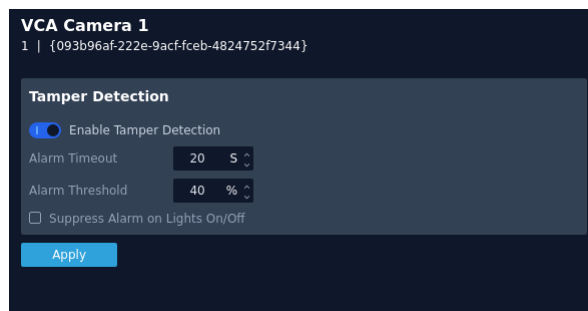 VCA Camera 1
1 | {093b96af-222e-9acf-fceb-4824752f7344}
Tamper Detection
Enable Tamper Detection
Alarm Timeout 20 S
Alarm Threshold 40 %
Suppress Alarm on Lights On/Off
Apply